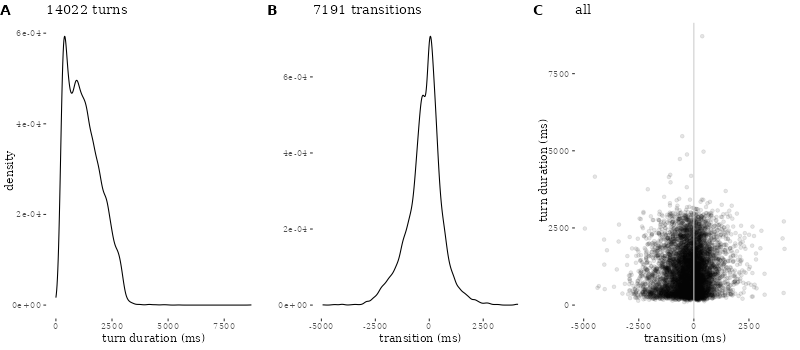 A 14022 turns
B 7191 transitions
C all
density
6e-04
4e-04
2e-04
0e+00
0 2500 5000 7500
turn duration (ms)
6e-04
4e-04
2e-04
0e+00
-5000 -2500 0 2500
transition (ms)
turn duration (ms)
7500
5000
2500
0
-5000 -2500 0 2500
transition (ms)